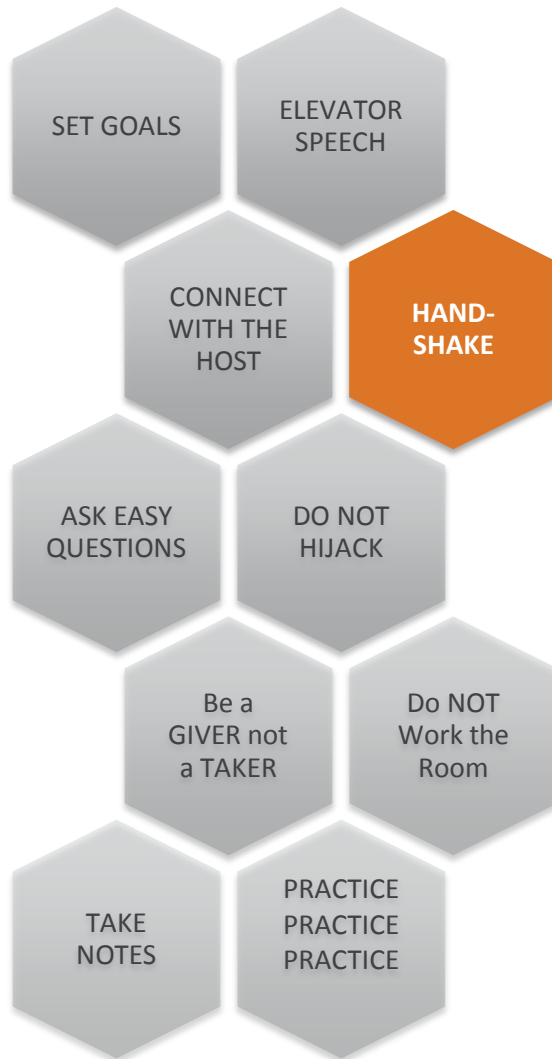 SET GOALS
ELEVATOR
SPEECH
CONNECT
WITH THE
HOST
HAND-
SHAKE
ASK EASY
QUESTIONS
DO NOT
HIJACK
Be a
GIVER not
a TAKER
Do NOT
Work the
Room
TAKE
NOTES
PRACTICE
PRACTICE
PRACTICE